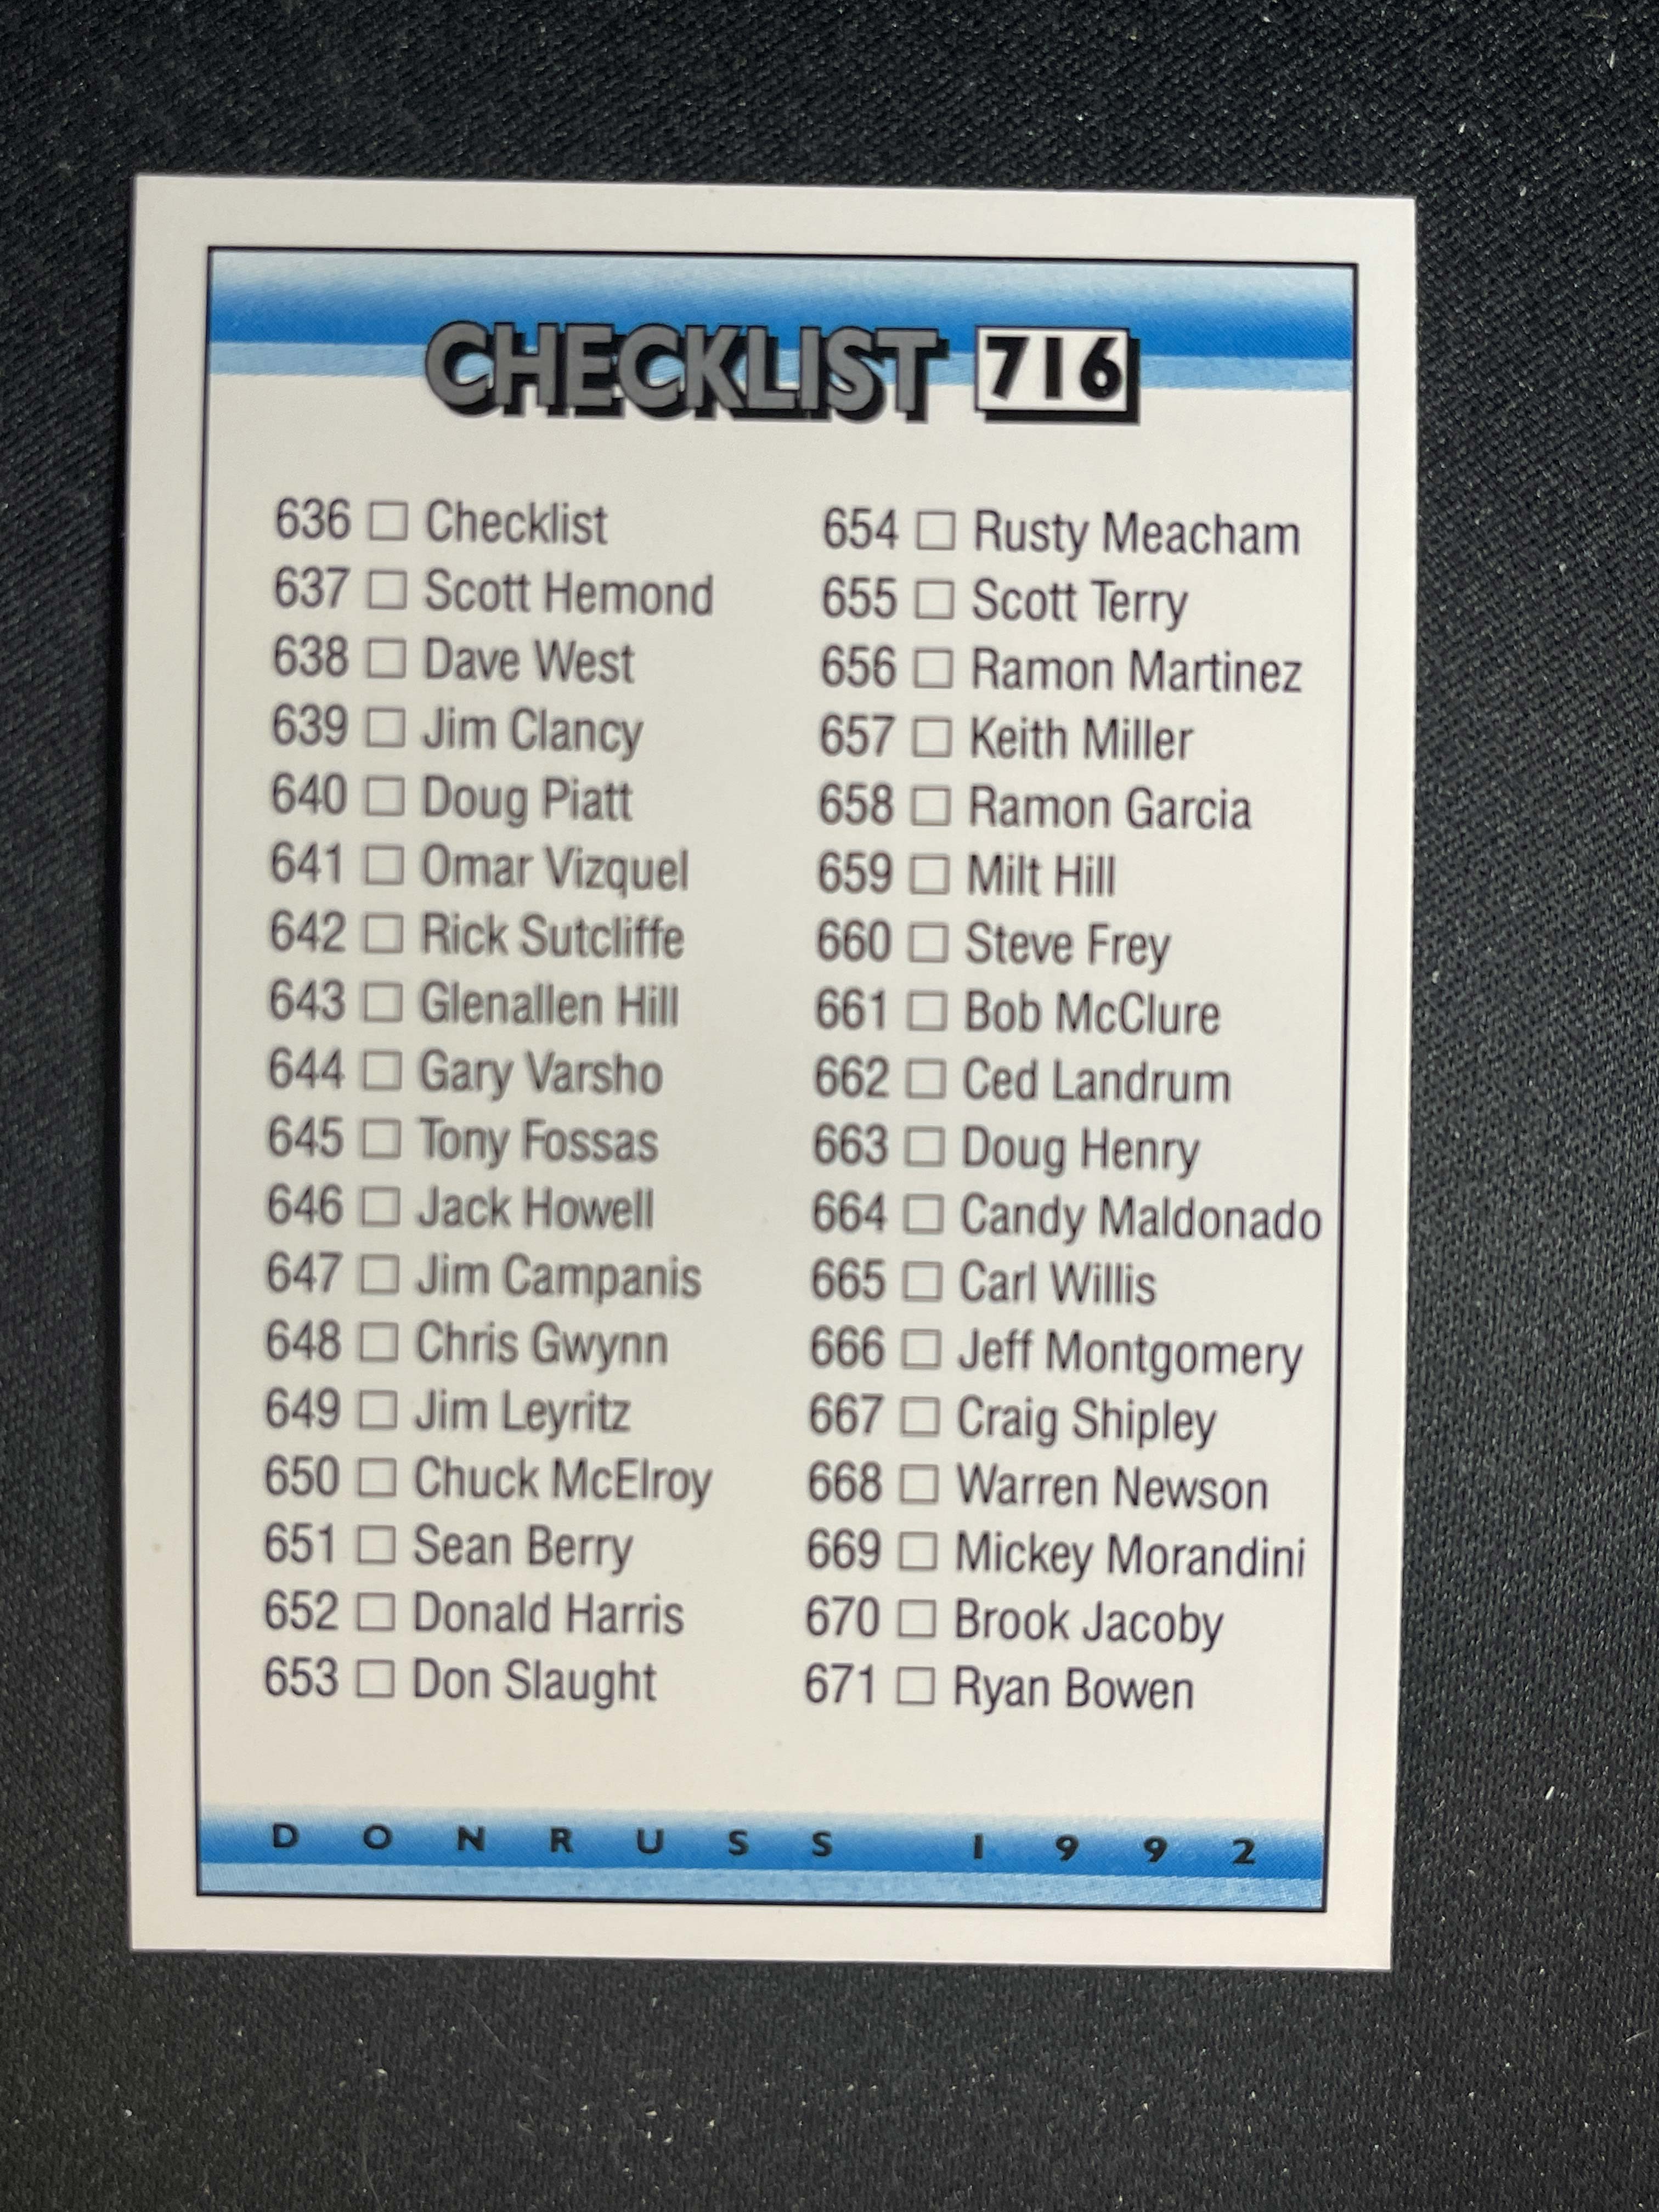 CHECKLIST 716
636 □ Checklist
637 □ Scott Hemond
638 □ Dave West
639 □ Jim Clancy
640 □ Doug Piatt
641 □ Omar Vizquel
642 □ Rick Sutcliffe
643 □ Glenallen Hill
644 □ Gary Varsho
645 □ Tony Fossas
646 □ Jack Howell
647 □ Jim Campanis
648 □ Chris Gwynn
649 □ Jim Leyritz
650 □ Chuck McElroy
651 □ Sean Berry
652 □ Donald Harris
653 □ Don Slaught
654 □ Rusty Meacham
655 □ Scott Terry
656 □ Ramon Martinez
657 □ Keith Miller
658 □ Ramon Garcia
659 □ Milt Hill
660 □ Steve Frey
661 □ Bob McClure
662 □ Ced Landrum
663 □ Doug Henry
664 □ Candy Maldonado
665 □ Carl Willis
666 □ Jeff Montgomery
667 □ Craig Shipley
668 □ Warren Newson
669 □ Mickey Morandini
670 □ Brook Jacoby
671 □ Ryan Bowen
DONRUSS 1992